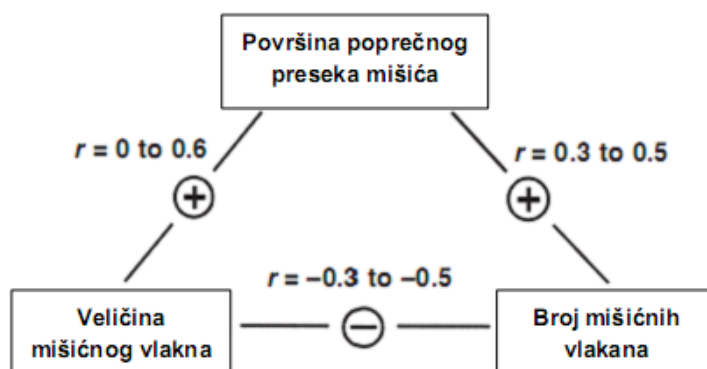 Površina poprečnog
preseka mišića
r = 0 to 0.6
r = 0.3 to 0.5
+
+
r = –0.3 to –0.5
Veličina
mišićnog vlakna
–
Broj mišićnih
vlakana